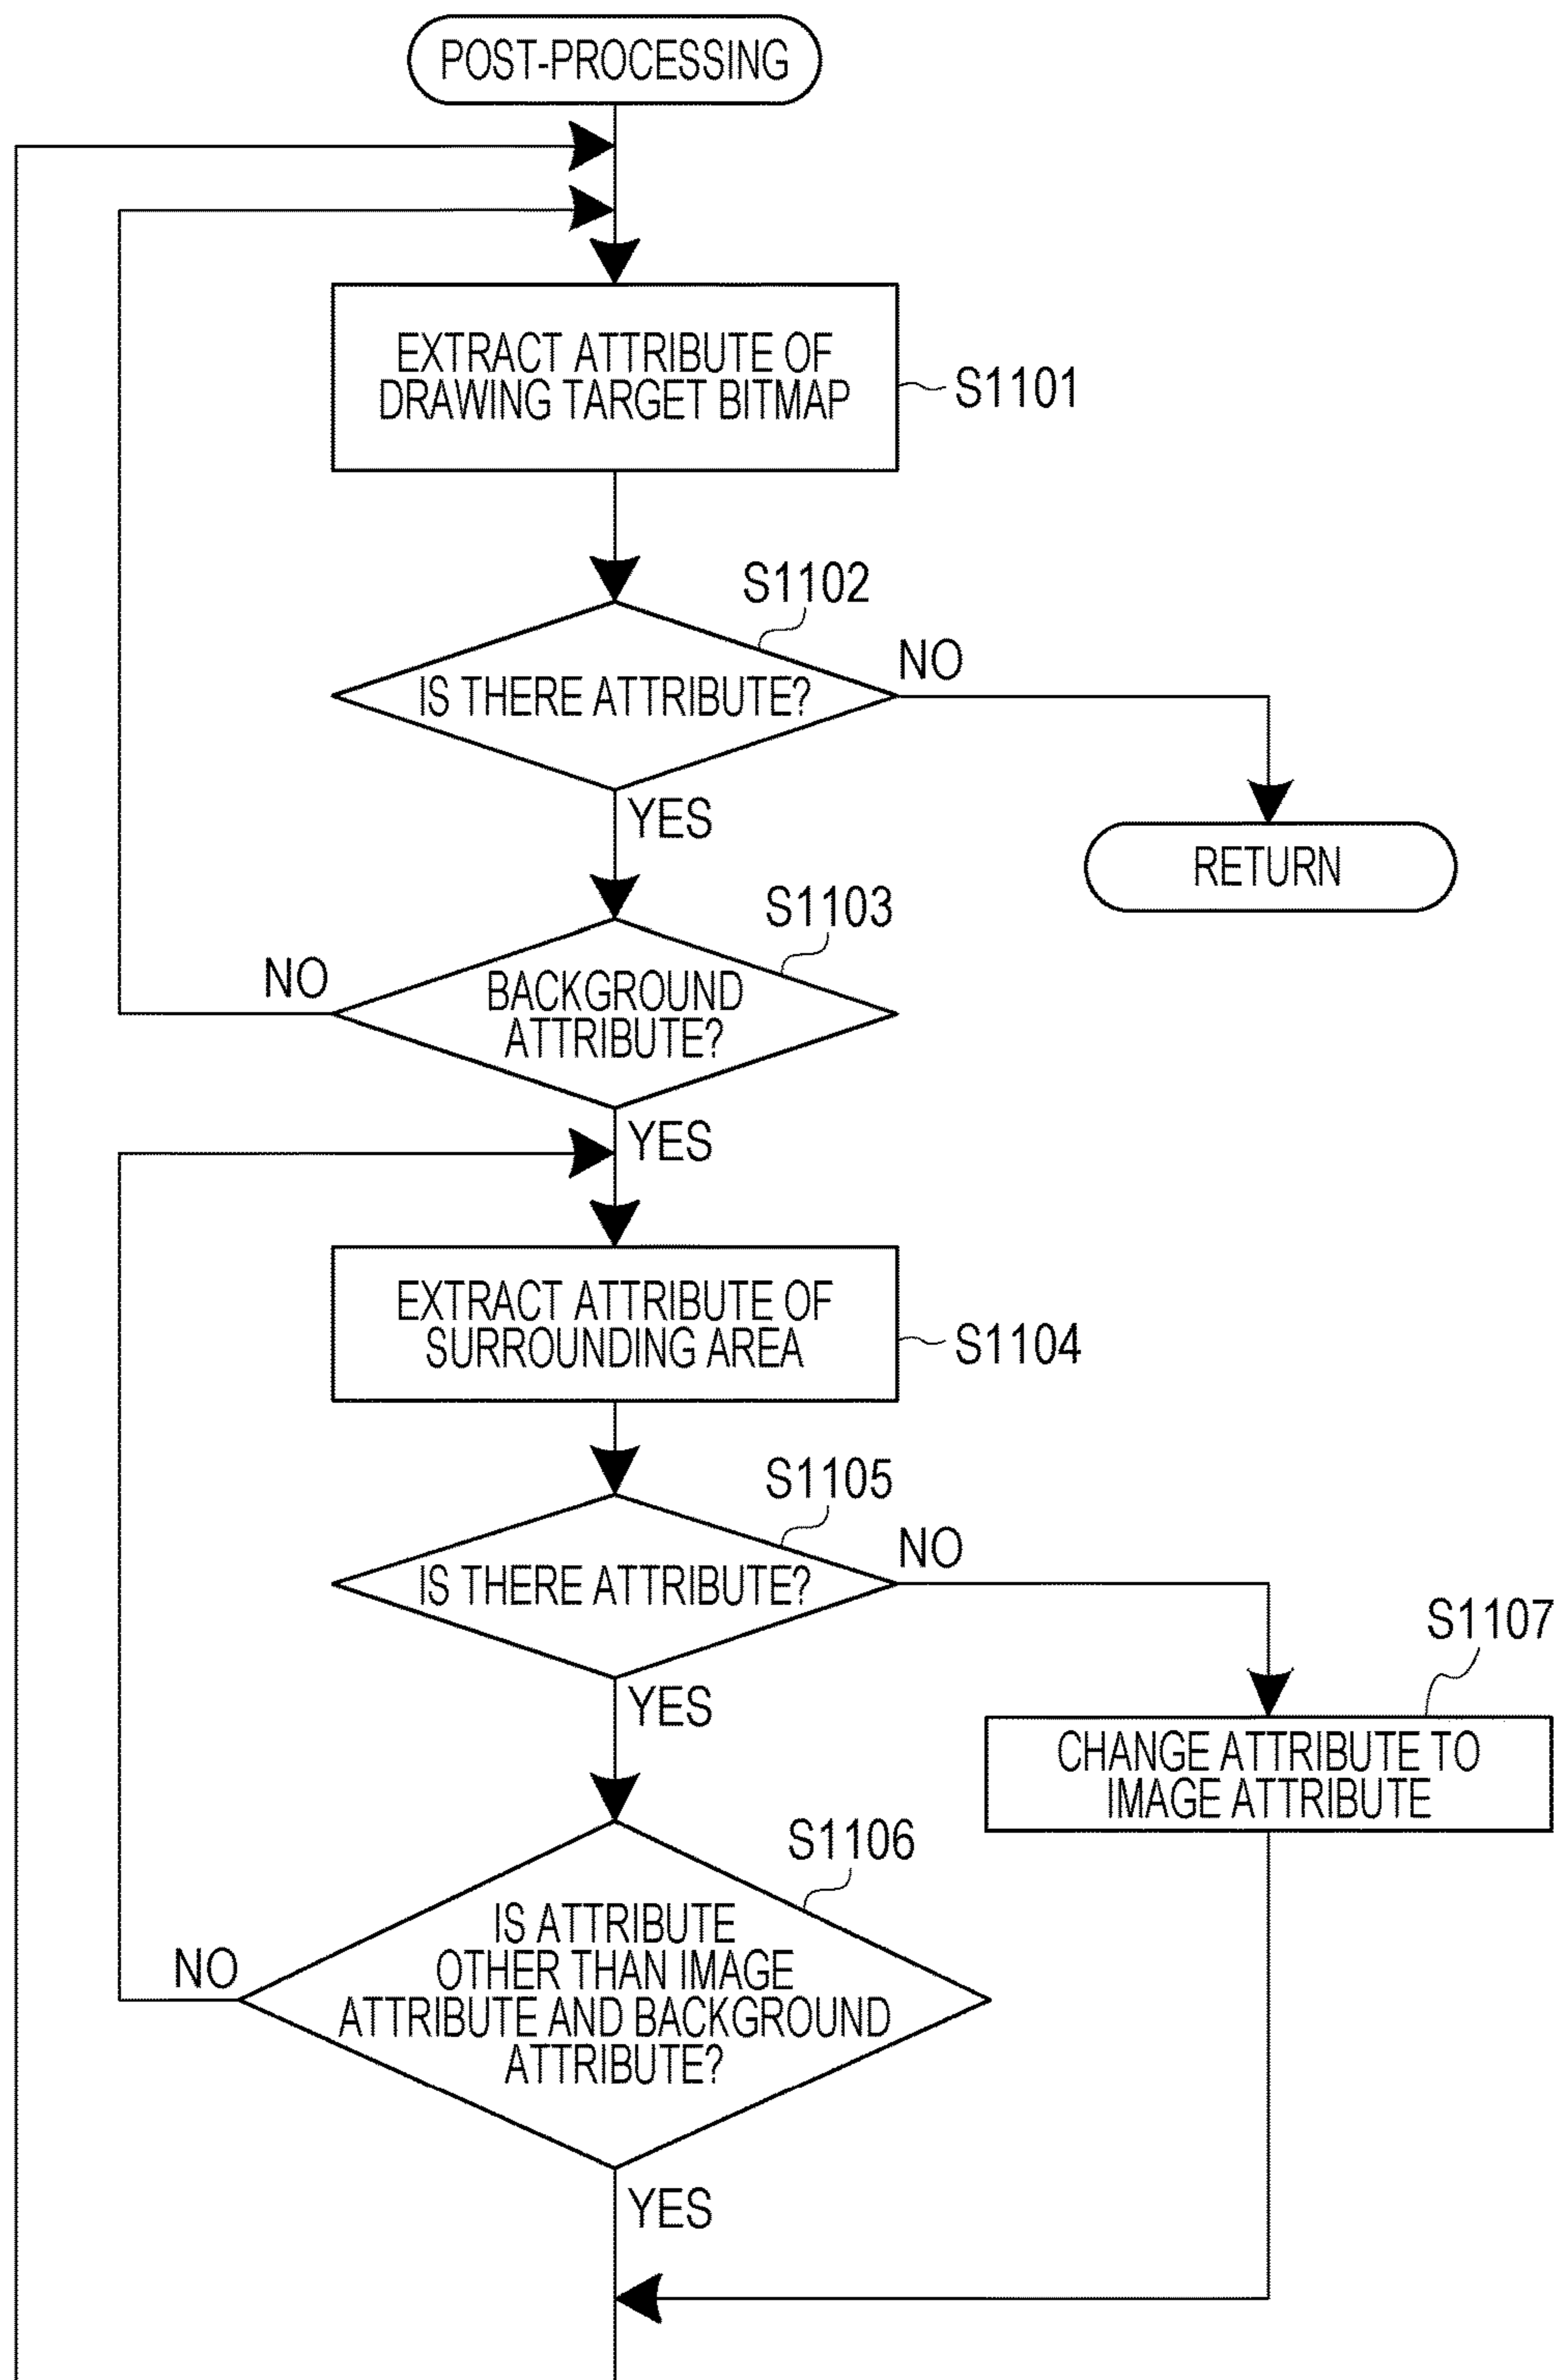 POST-PROCESSING
EXTRACT ATTRIBUTE OF
DRAWING TARGET BITMAP
S1101
S1102
IS THERE ATTRIBUTE?
NO
YES
RETURN
S1103
NO
BACKGROUND
ATTRIBUTE?
YES
EXTRACT ATTRIBUTE OF
SURROUNDING AREA
S1104
S1105
IS THERE ATTRIBUTE?
NO
S1107
YES
CHANGE ATTRIBUTE TO
IMAGE ATTRIBUTE
S1106
IS ATTRIBUTE
OTHER THAN IMAGE
ATTRIBUTE AND BACKGROUND
ATTRIBUTE?
NO
YES